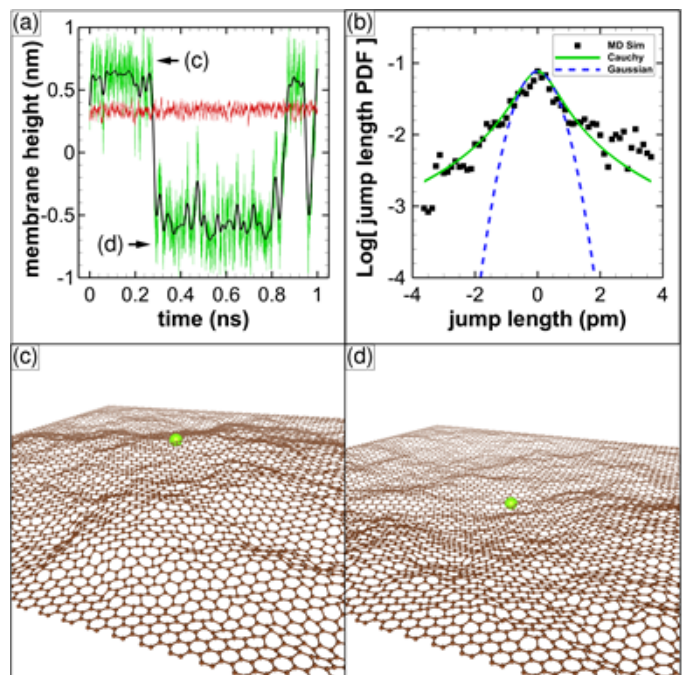 (a)
membrane height (nm)
1
0.5
0
-0.5
-1
(c)
(d)
0 0.2 0.4 0.6 0.8 1
time (ns)
(b)
Log[ jump length PDF ]
0
-1
-2
-3
-4
MD Sim
Cauchy
Gaussian
-4 -2 0 2 4
jump length (pm)
(c)
(d)